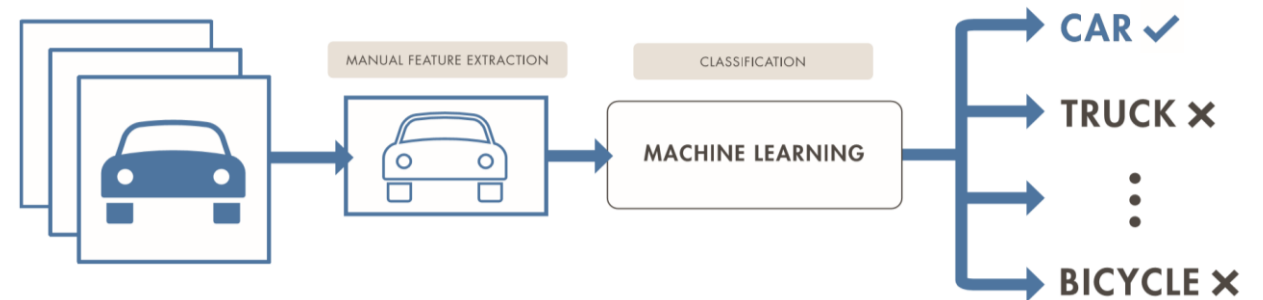 MANUAL FEATURE EXTRACTION
CLASSIFICATION
MACHINE LEARNING
CAR ✓
TRUCK ✕
⋮
BICYCLE ✕